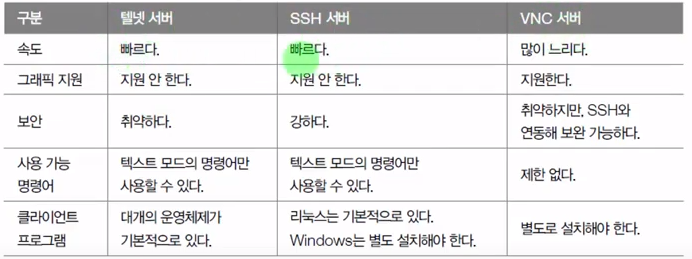 구분 텔넷 서버 SSH 서버 VNC 서버
속도 빠르다. 빠르다. 많이 느리다.
그래픽 지원 지원 안 한다. 지원 안 한다. 지원한다.
보안 취약하다. 강하다. 취약하지만, SSH와
연동해 보완 가능하다.
사용 가능 텍스트 모드의 명령어만 텍스트 모드의 명령어만 제한 없다.
명령어 사용할 수 있다. 사용할 수 있다.
클라이언트 대개의 운영체제가 리눅스는 기본적으로 있다. 별도로 설치해야 한다.
프로그램 기본적으로 있다. Windows는 별도 설치해야 한다.